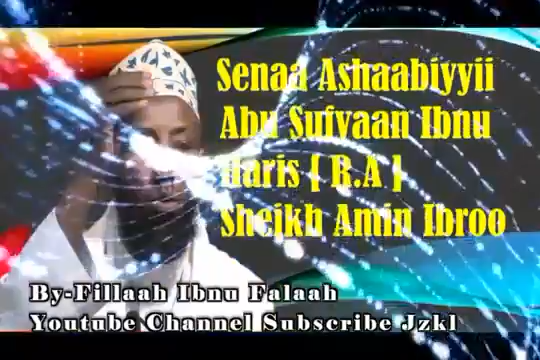 Senaa Ashaabiyyii
Abu Sufyaan Ibnu
Haris [ R.A ]
sheikh Amin Ibroo
By-Fillaah Ibnu Falaah
Youtube Channel Subscribe Jzkl